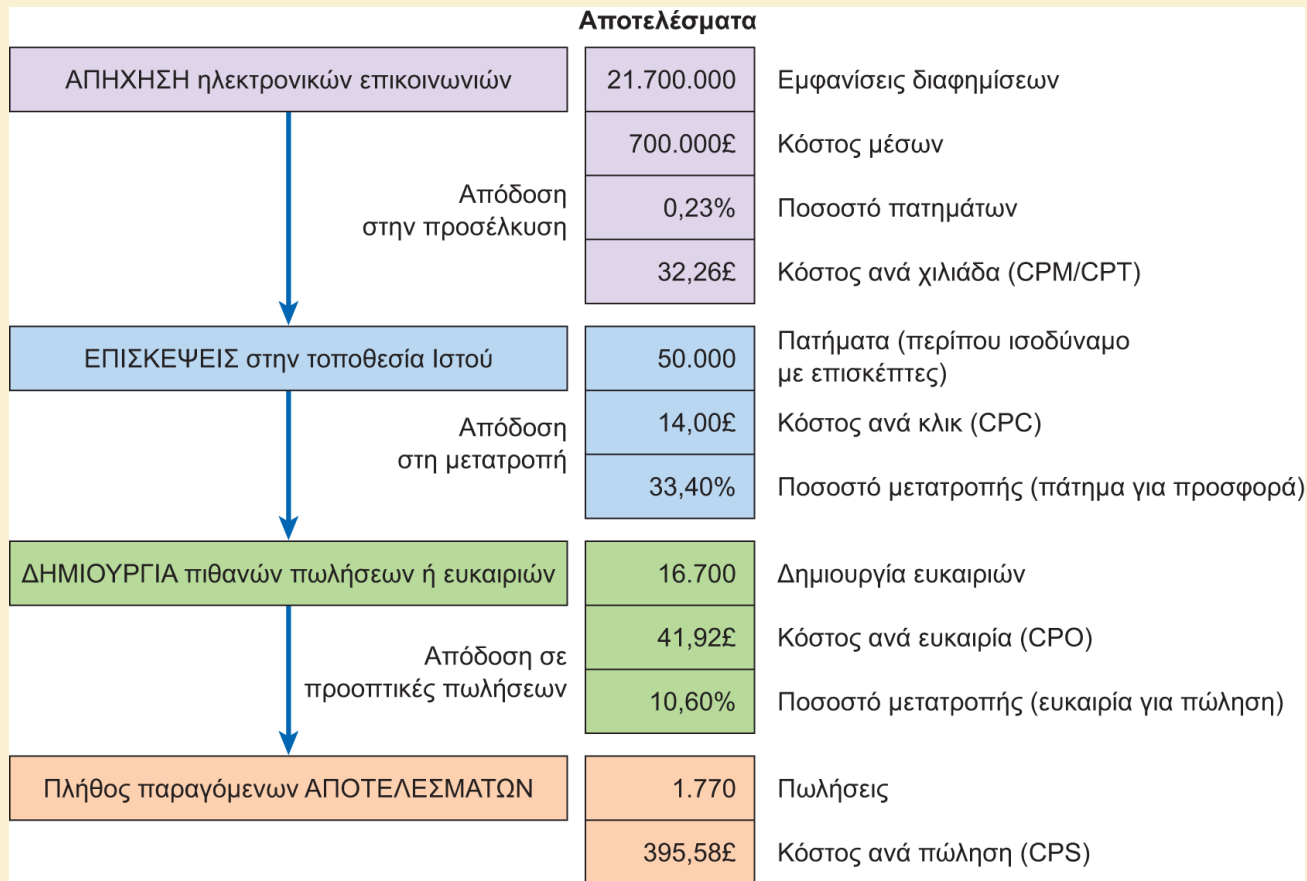 Αποτελέσματα
ΑΠΗΧΗΣΗ ηλεκτρονικών επικοινωνιών
21.700.000
Εμφανίσεις διαφημίσεων
700.000£
Κόστος μέσων
Απόδοση
στην προσέλκυση
0,23%
Ποσοστό πατημάτων
32,26£
Κόστος ανά χιλιάδα (CPM/CPT)
ΕΠΙΣΚΕΨΕΙΣ στην τοποθεσία Ιστού
50.000
Πατήματα (περίπου ισοδύναμο
με επισκέπτες)
Απόδοση
στη μετατροπή
14,00£
Κόστος ανά κλικ (CPC)
33,40%
Ποσοστό μετατροπής (πάτημα για προσφορά)
ΔΗΜΙΟΥΡΓΙΑ πιθανών πωλήσεων ή ευκαιριών
16.700
Δημιουργία ευκαιριών
Απόδοση σε
προοπτικές πωλήσεων
41,92£
Κόστος ανά ευκαιρία (CPO)
10,60%
Ποσοστό μετατροπής (ευκαιρία για πώληση)
Πλήθος παραγόμενων ΑΠΟΤΕΛΕΣΜΑΤΩΝ
1.770
Πωλήσεις
395,58£
Κόστος ανά πώληση (CPS)